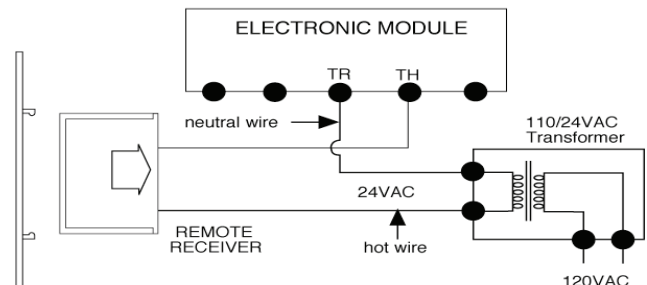 ELECTRONIC MODULE
TR TH
neutral wire
110/24VAC
Transformer
24VAC
REMOTE
RECEIVER
hot wire
120VAC